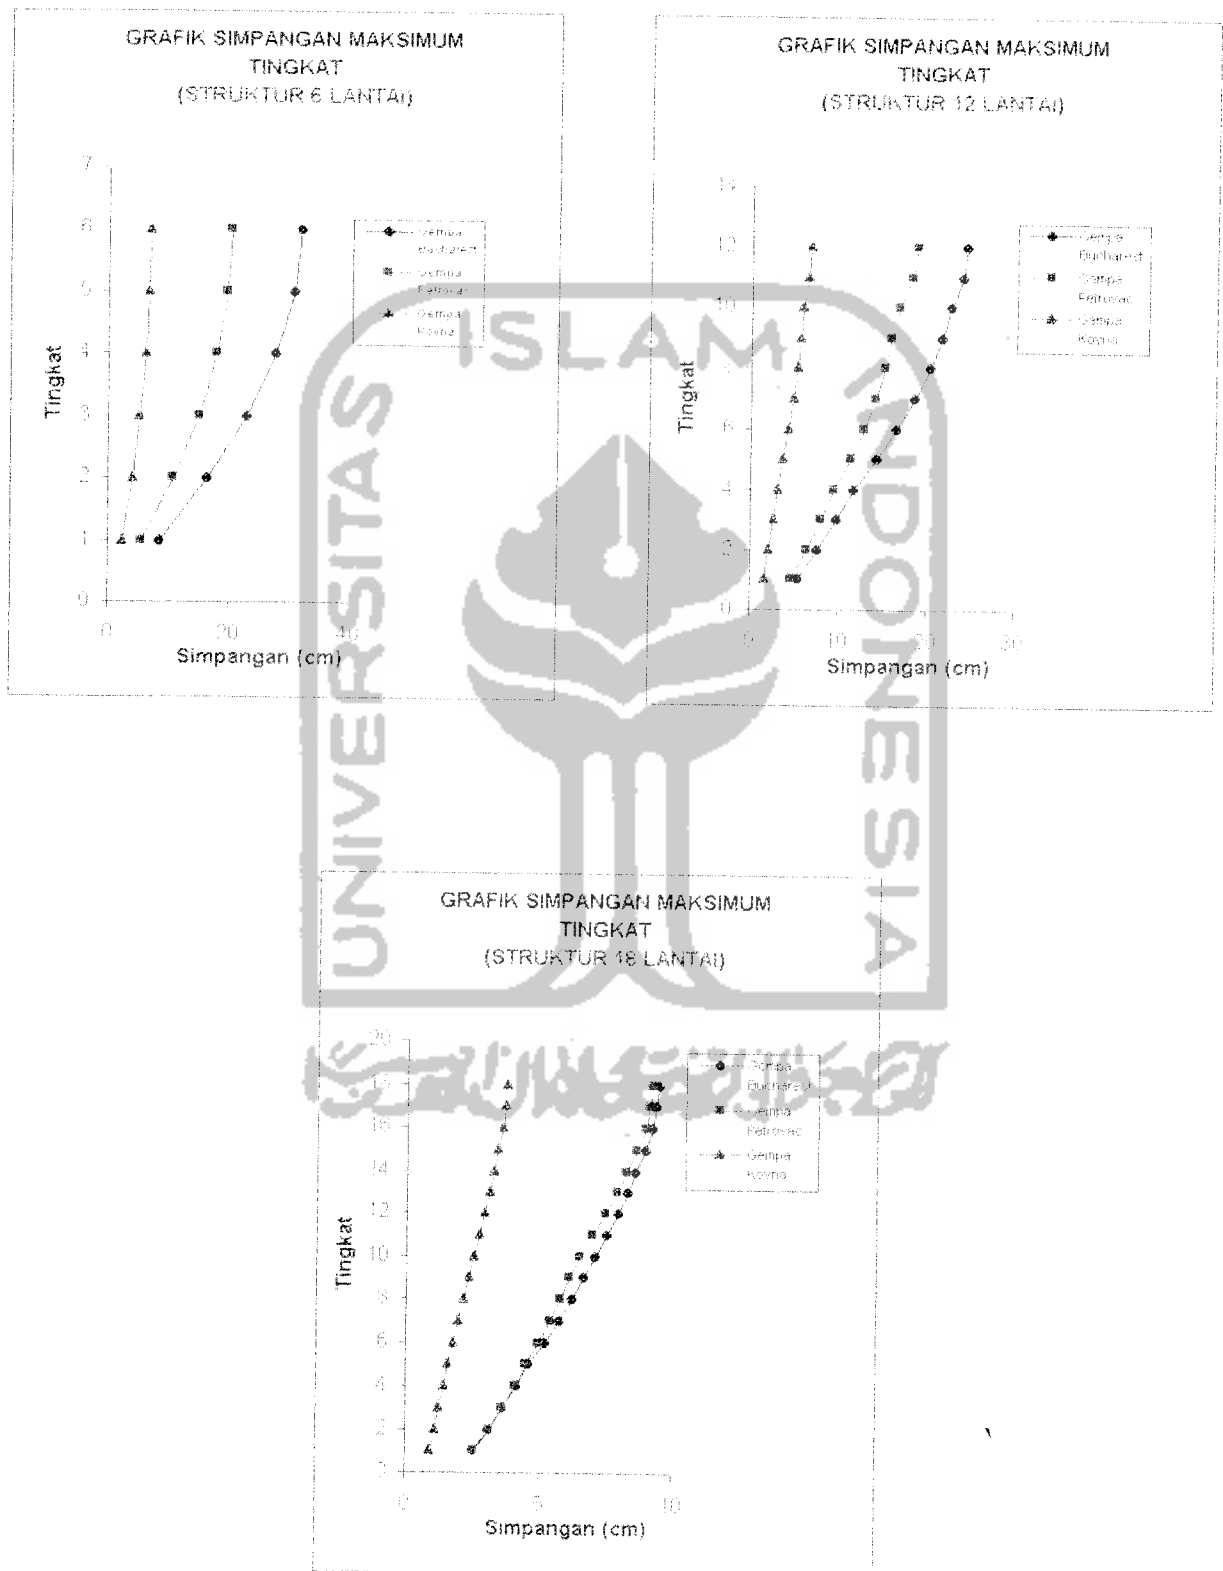 GRAFIK SIMPANGAN MAKSIMUM
TINGKAT
(STRUKTUR 6 LANTAI)
7
6
5
4
3
2
1
0
Tingkat
0 20 40
Simpangan (cm)
Gempa
Bucharest
Gempa
Petrovac
Gempa
Koyna
GRAFIK SIMPANGAN MAKSIMUM
TINGKAT
(STRUKTUR 12 LANTAI)
14
12
10
8
6
4
2
0
Tingkat
0 10 20 30
Simpangan (cm)
Gempa
Bucharest
Gempa
Petrovac
Gempa
Koyna
UNIVERSITAS
ISLAM
INDONESIA
GRAFIK SIMPANGAN MAKSIMUM
TINGKAT
(STRUKTUR 18 LANTAI)
20
18
16
14
12
10
8
6
4
2
0
Tingkat
0 5 10
Simpangan (cm)
Gempa
Bucharest
Gempa
Petrovac
Gempa
Koyna